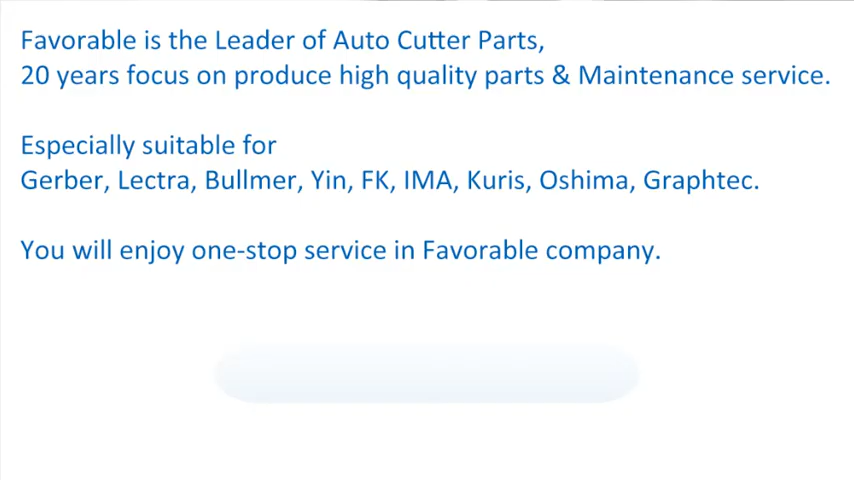 Favorable is the Leader of Auto Cutter Parts,
20 years focus on produce high quality parts & Maintenance service.
Especially suitable for
Gerber, Lectra, Bullmer, Yin, FK, IMA, Kuris, Oshima, Graphtec.
You will enjoy one-stop service in Favorable company.